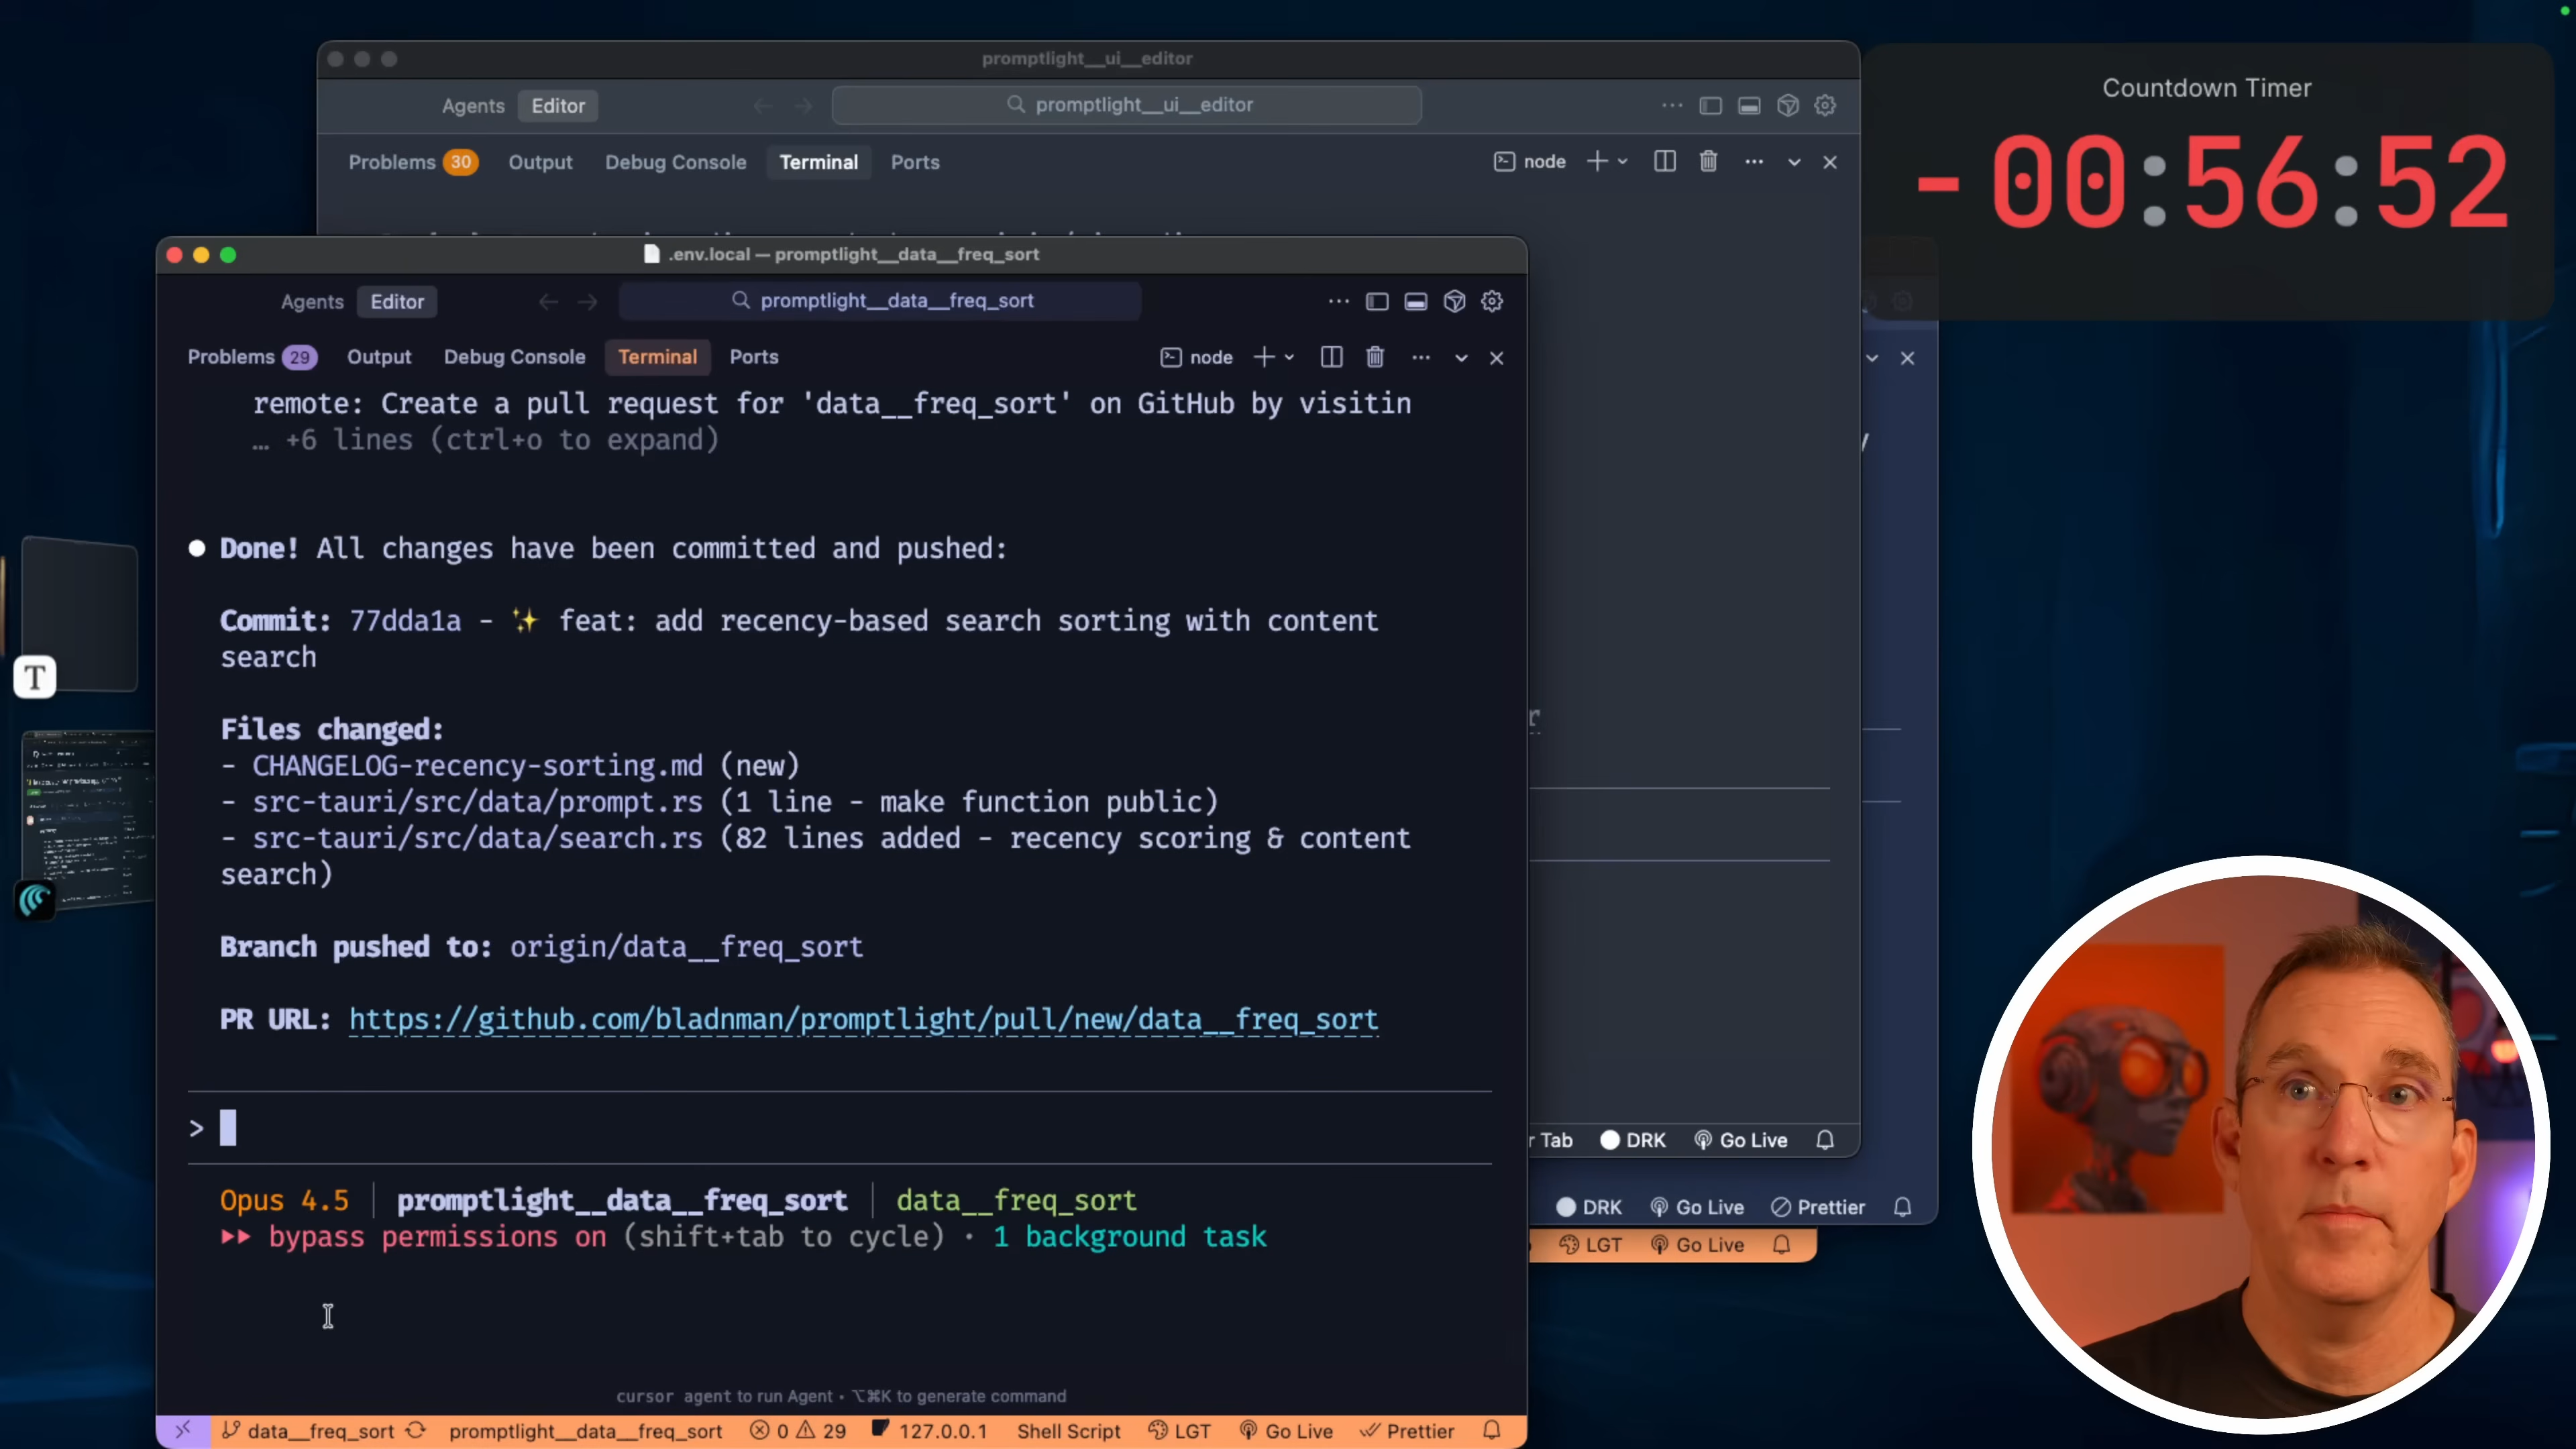 promptlight__ui__editor
Agents Editor promptlight__ui__editor
Problems 30 Output Debug Console Terminal Ports node
Countdown Timer
-00:56:52
.env.local — promptlight__data__freq_sort
Agents Editor promptlight__data__freq_sort
Problems 29 Output Debug Console Terminal Ports node
remote: Create a pull request for 'data__freq_sort' on GitHub by visitin
… +6 lines (ctrl+o to expand)
Done! All changes have been committed and pushed:
Commit: 77dda1a - ✨ feat: add recency-based search sorting with content
search
Files changed:
- CHANGELOG-recency-sorting.md (new)
- src-tauri/src/data/prompt.rs (1 line - make function public)
- src-tauri/src/data/search.rs (82 lines added - recency scoring & content
search)
Branch pushed to: origin/data__freq_sort
PR URL: https://github.com/bladnman/promptlight/pull/new/data__freq_sort
>
Opus 4.5 | promptlight__data__freq_sort | data__freq_sort
▸▸ bypass permissions on (shift+tab to cycle) · 1 background task
cursor agent to run Agent • ⌥⌘K to generate command
data__freq_sort promptlight__data__freq_sort 0 29 127.0.0.1 Shell Script LGT Go Live Prettier
r Tab DRK Go Live
DRK Go Live Prettier
LGT Go Live
T